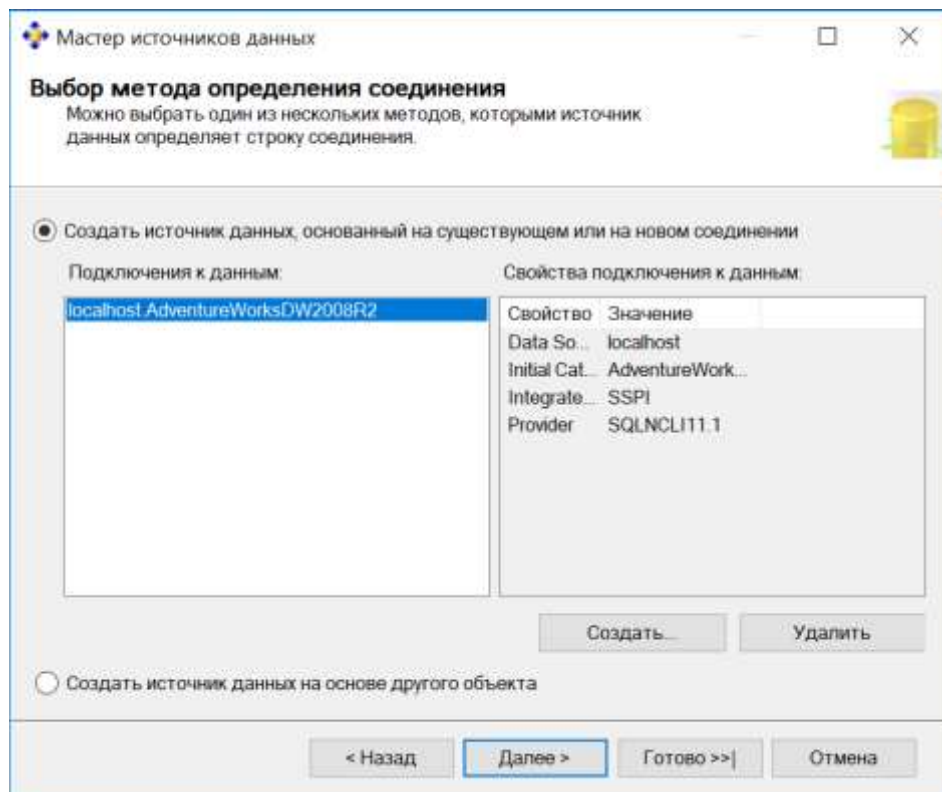 Мастер источников данных
Выбор метода определения соединения
Можно выбрать один из нескольких методов, которыми источник
данных определяет строку соединения.
Создать источник данных, основанный на существующем или на новом соединении
Подключения к данным:
Свойства подключения к данным:
localhost.AdventureWorksDW2008R2
Свойство Значение
Data So... localhost
Initial Cat... AdventureWork...
Integrate... SSPI
Provider SQLNCLI11.1
Создать...
Удалить
Создать источник данных на основе другого объекта
< Назад
Далее >
Готово >>|
Отмена